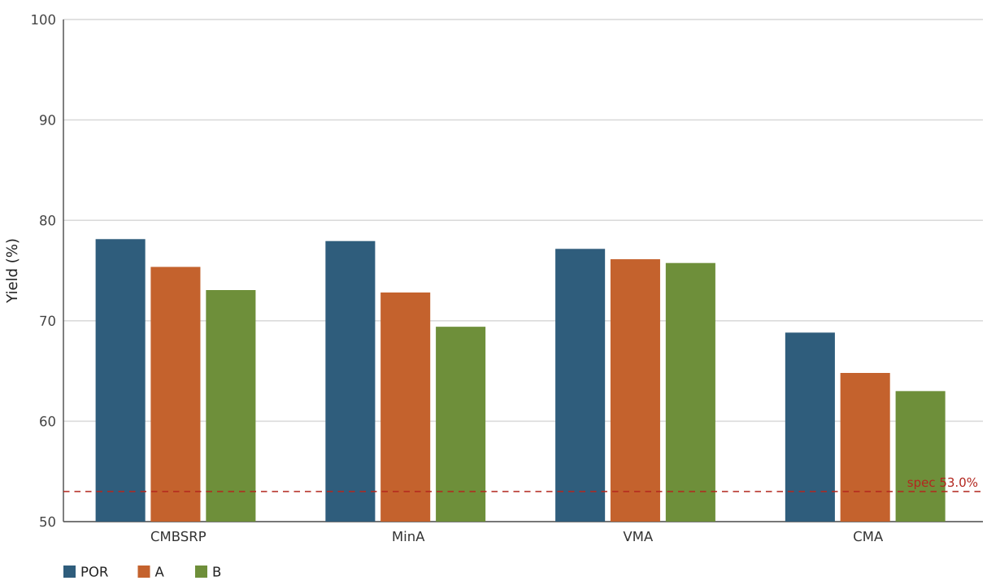 100
90
80
70
60
50
Yield (%)
spec 53.0%
CMBSRP MinA VMA CMA
POR A B